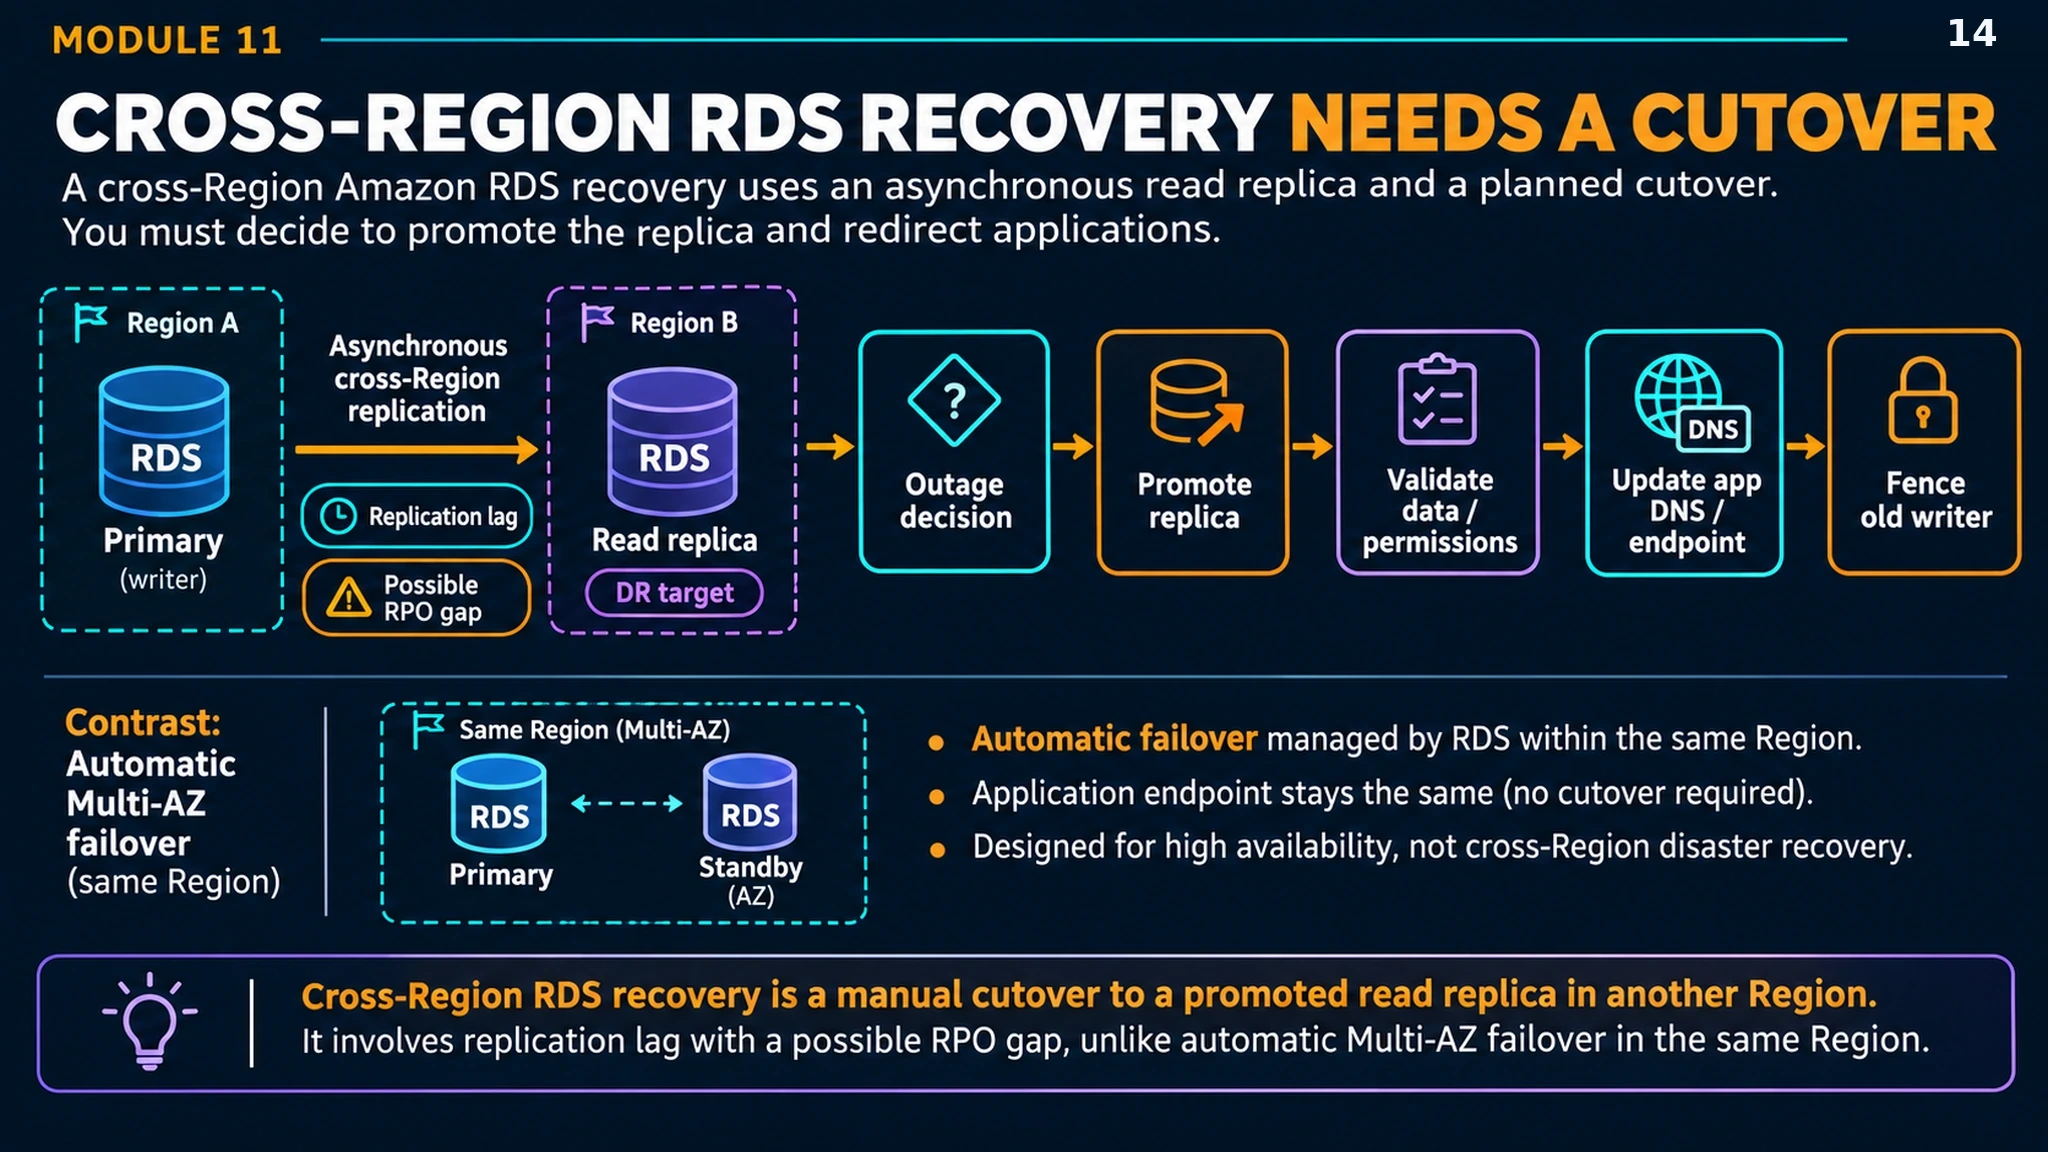 MODULE 11
14
CROSS-REGION RDS RECOVERY NEEDS A CUTOVER
A cross-Region Amazon RDS recovery uses an asynchronous read replica and a planned cutover.
You must decide to promote the replica and redirect applications.
Region A
RDS
Primary
(writer)
Asynchronous
cross-Region
replication
Replication lag
Possible
RPO gap
Region B
RDS
Read replica
DR target
?
Outage
decision
Promote
replica
Validate
data /
permissions
DNS
Update app
DNS /
endpoint
Fence
old writer
Contrast:
Automatic
Multi-AZ
failover
(same Region)
Same Region (Multi-AZ)
RDS
Primary
RDS
Standby
(AZ)
• Automatic failover managed by RDS within the same Region.
• Application endpoint stays the same (no cutover required).
• Designed for high availability, not cross-Region disaster recovery.
Cross-Region RDS recovery is a manual cutover to a promoted read replica in another Region.
It involves replication lag with a possible RPO gap, unlike automatic Multi-AZ failover in the same Region.